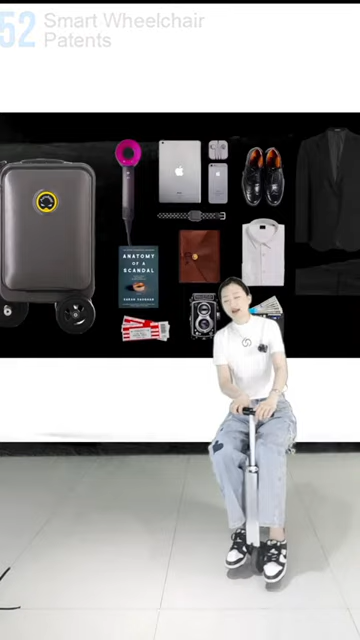 52 Smart Wheelchair
Patents
ANATOMY
OF A
SCANDAL
SARAH VAUGHAN